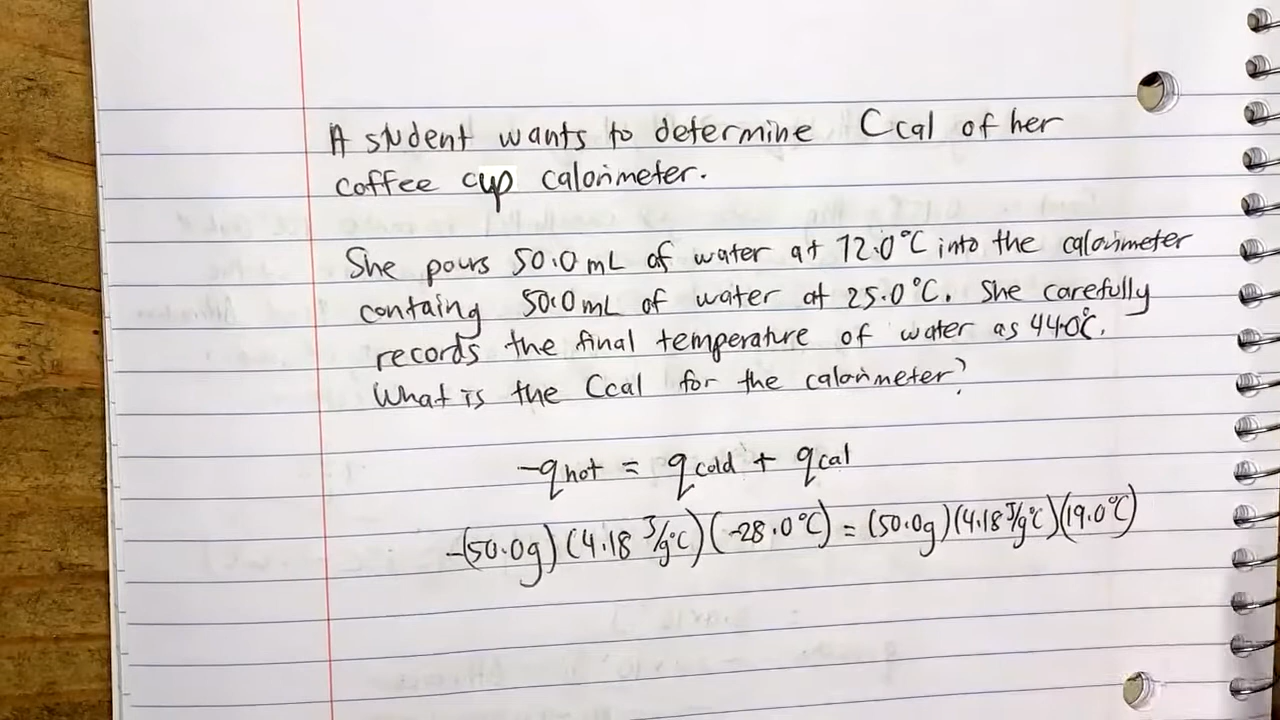 A student wants to determine Ccal of her
coffee cup calorimeter.
She pours 50.0 mL of water at 72.0°C into the calorimeter
containg 50.0 mL of water at 25.0°C. She carefully
records the final temperature of water as 44.0°C.
What is the Ccal for the calorimeter?
-qhot = qcold + qcal
-(50.0g)(4.18 J/g°C)(-28.0°C) = (50.0g)(4.18 J/g°C)(19.0°C)